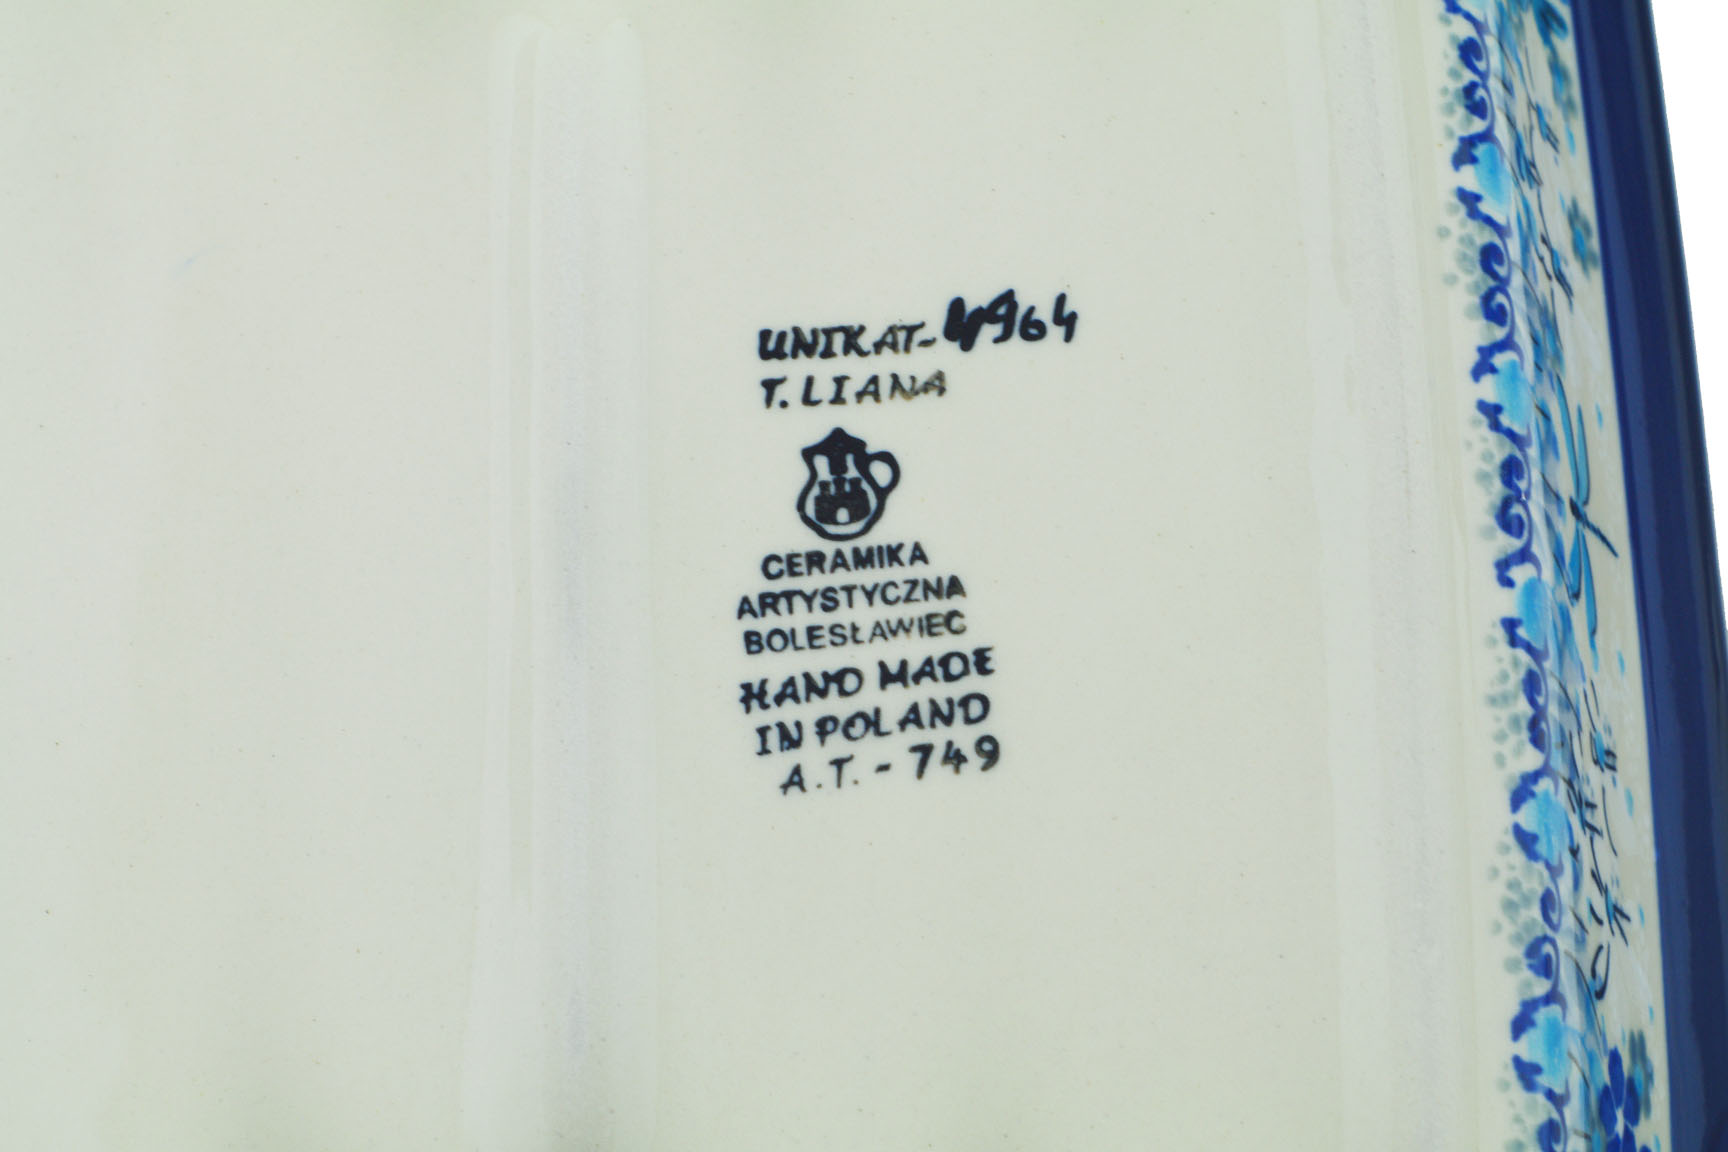 UNIKAT-4964
T. LIANA
CERAMIKA
ARTYSTYCZNA
BOLESŁAWIEC
HAND MADE
IN POLAND
A.T. - 749